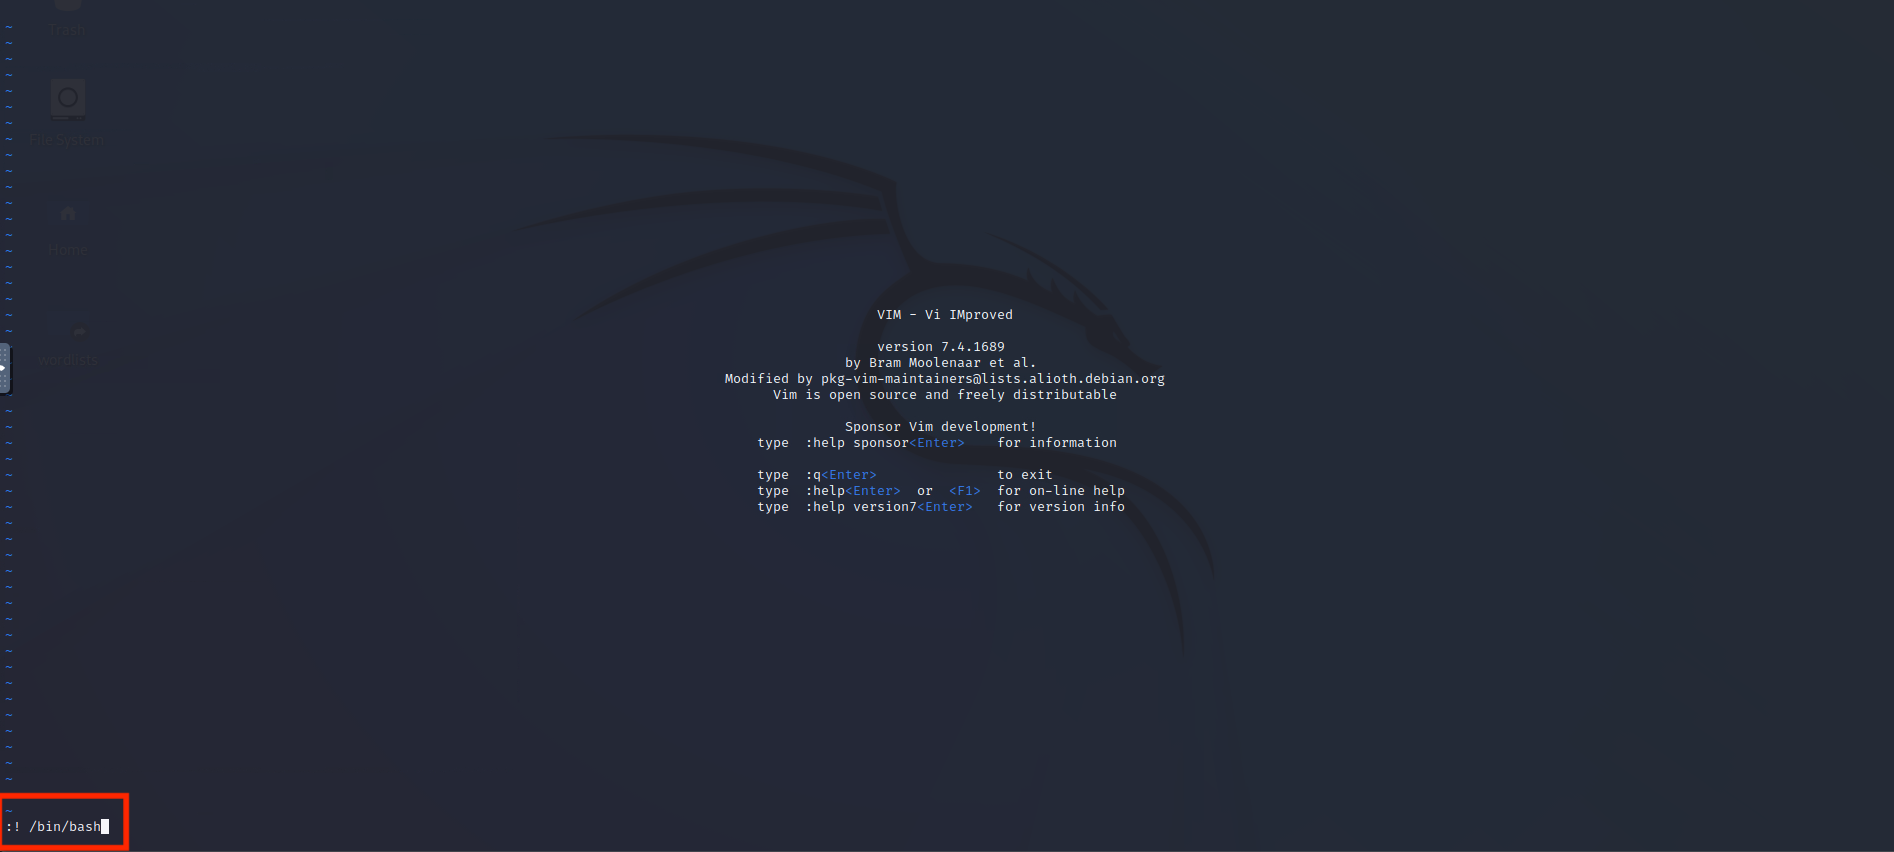 Trash
File System
Home
wordlists
VIM - Vi IMproved
version 7.4.1689
by Bram Moolenaar et al.
Modified by pkg-vim-maintainers@lists.alioth.debian.org
Vim is open source and freely distributable
Sponsor Vim development!
type :help sponsor<Enter> for information
type :q<Enter> to exit
type :help<Enter> or <F1> for on-line help
type :help version7<Enter> for version info
:! /bin/bash